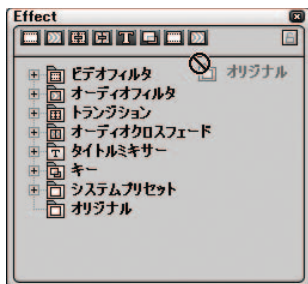 Effect
オリジナル
ビデオフィルタ
オーディオフィルタ
トランジション
オーディオクロスフェード
タイトルミキサー
キー
システムプリセット
オリジナル